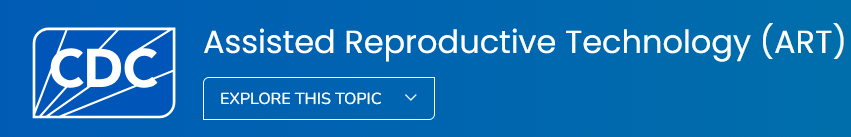 CDC
Assisted Reproductive Technology (ART)
EXPLORE THIS TOPIC